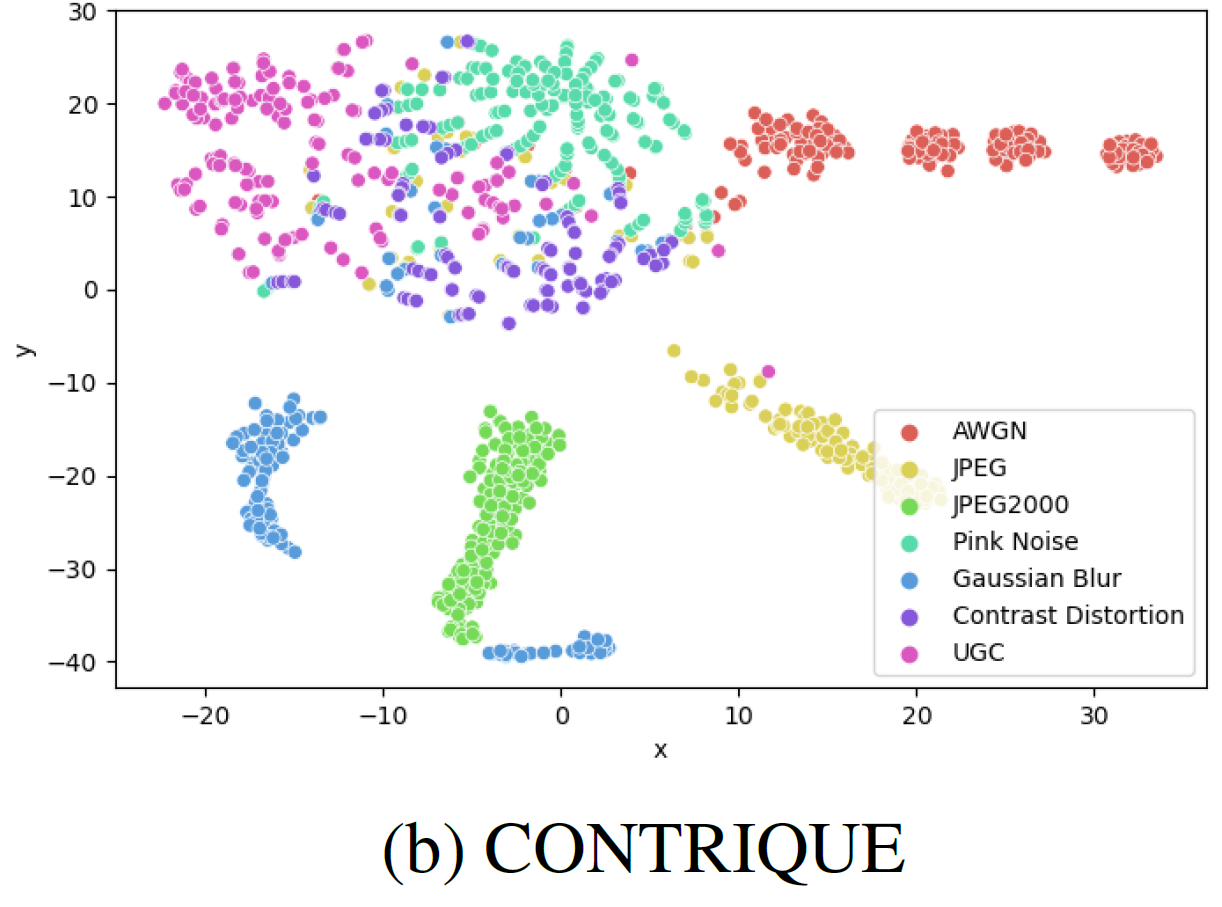 30
20
10
0
−10
−20
−30
−40
y
−20 −10 0 10 20 30
x
AWGN
JPEG
JPEG2000
Pink Noise
Gaussian Blur
Contrast Distortion
UGC
(b) CONTRIQUE